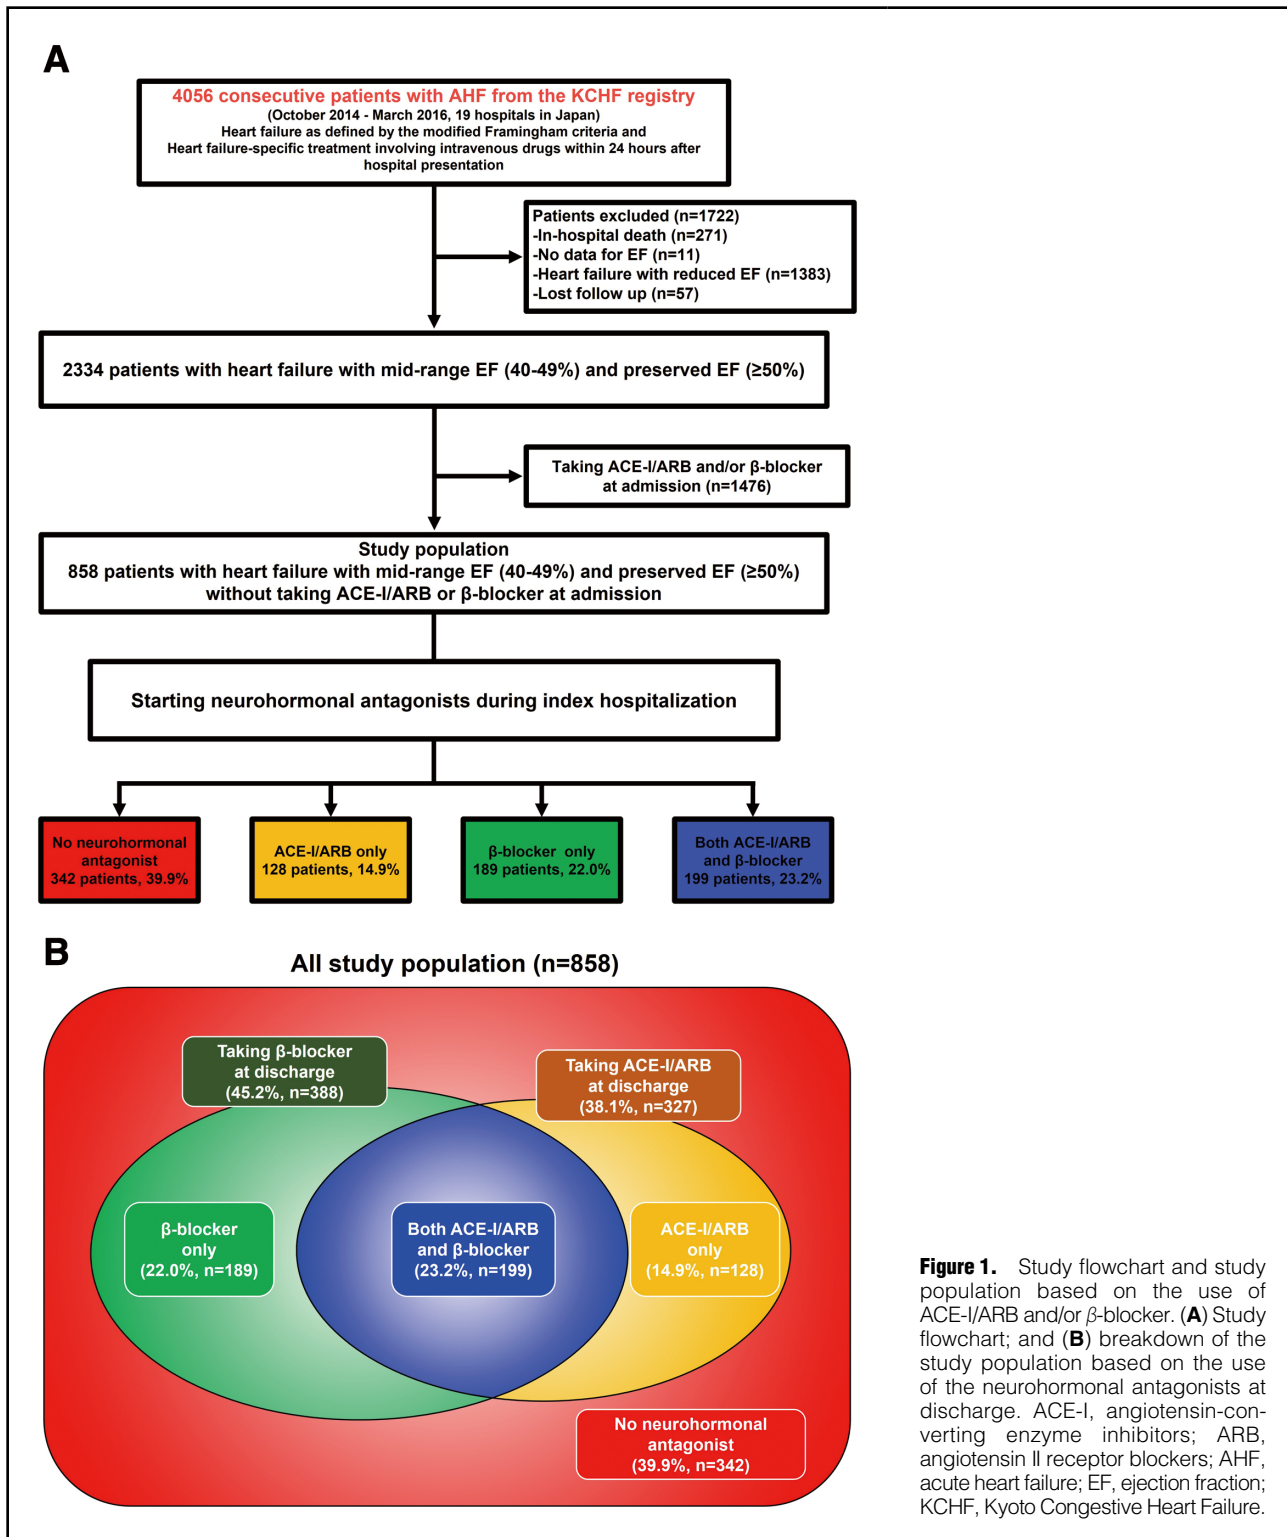 A
4056 consecutive patients with AHF from the KCHF registry
(October 2014 - March 2016, 19 hospitals in Japan)
Heart failure as defined by the modified Framingham criteria and
Heart failure-specific treatment involving intravenous drugs within 24 hours after
hospital presentation
Patients excluded (n=1722)
-In-hospital death (n=271)
-No data for EF (n=11)
-Heart failure with reduced EF (n=1383)
-Lost follow up (n=57)
2334 patients with heart failure with mid-range EF (40-49%) and preserved EF (≥50%)
Taking ACE-I/ARB and/or β-blocker
at admission (n=1476)
Study population
858 patients with heart failure with mid-range EF (40-49%) and preserved EF (≥50%)
without taking ACE-I/ARB or β-blocker at admission
Starting neurohormonal antagonists during index hospitalization
No neurohormonal
antagonist
342 patients, 39.9%
ACE-I/ARB only
128 patients, 14.9%
β-blocker only
189 patients, 22.0%
Both ACE-I/ARB
and β-blocker
199 patients, 23.2%
B
All study population (n=858)
Taking β-blocker
at discharge
(45.2%, n=388)
Taking ACE-I/ARB
at discharge
(38.1%, n=327)
β-blocker
only
(22.0%, n=189)
Both ACE-I/ARB
and β-blocker
(23.2%, n=199)
ACE-I/ARB
only
(14.9%, n=128)
No neurohormonal
antagonist
(39.9%, n=342)
Figure 1. Study flowchart and study
population based on the use of
ACE-I/ARB and/or β-blocker. (A) Study
flowchart; and (B) breakdown of the
study population based on the use
of the neurohormonal antagonists at
discharge. ACE-I, angiotensin-con-
verting enzyme inhibitors; ARB,
angiotensin II receptor blockers; AHF,
acute heart failure; EF, ejection fraction;
KCHF, Kyoto Congestive Heart Failure.